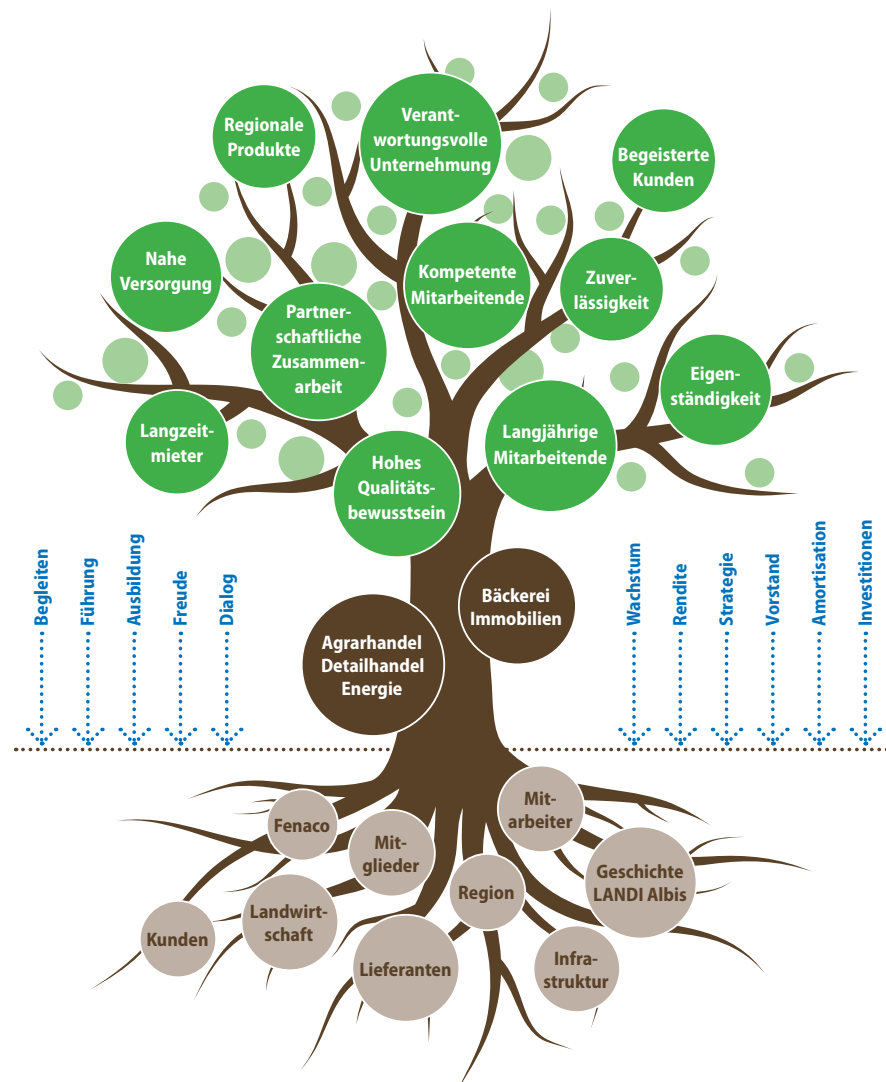 Regionale
Produkte
Verant-
wortungsvolle
Unternehmung
Begeisterte
Kunden
Nahe
Versorgung
Kompetente
Mitarbeitende
Zuver-
lässigkeit
Partner-
schaftliche
Zusammen-
arbeit
Eigen-
ständigkeit
Langzeit-
mieter
Langjährige
Mitarbeitende
Hohes
Qualitäts-
bewusstsein
Begleiten
Führung
Ausbildung
Freude
Dialog
Bäckerei
Immobilien
Agrarhandel
Detailhandel
Energie
Wachstum
Rendite
Strategie
Vorstand
Amortisation
Investitionen
Fenaco
Mit-
glieder
Mit-
arbeiter
Geschichte
LANDI Albis
Kunden
Landwirt-
schaft
Region
Lieferanten
Infra-
struktur